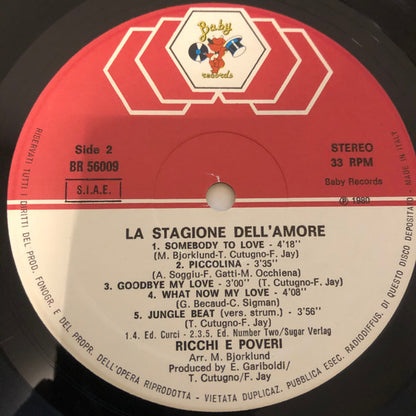 Baby
records
Side 2
BR 56009
S.I.A.E.
STEREO
33 RPM
Baby Records
℗ 1980
LA STAGIONE DELL'AMORE
1. SOMEBODY TO LOVE - 4'18"
(M. Bjorklund-T. Cutugno-F. Jay)
2. PICCOLINA - 3'35"
(A. Soggiu-F. Gatti-M. Occhiena)
3. GOODBYE MY LOVE - 3'00" (T. Cutugno-F. Jay)
4. WHAT NOW MY LOVE - 4'08"
(G. Becaud-C. Sigman)
5. JUNGLE BEAT (vers. strum.) - 3'56"
(T. Cutugno-F. Jay)
1.4. Ed. Curci - 2.3.5. Ed. Number Two/Sugar Verlag
RICCHI E POVERI
Arr. M. Bjorklund
Produced by E. Gariboldi/
T. Cutugno/F. Jay
RISERVATI TUTTI I DIRITTI DEL PROD. FONOGR. E DEL PROPR. DELL'OPERA RIPRODOTTA - VIETATA DUPLICAZ. PUBBLICA ESEC. RADIODIFFUS. DI QUESTO DISCO DEPOSITATO - MADE IN ITALY